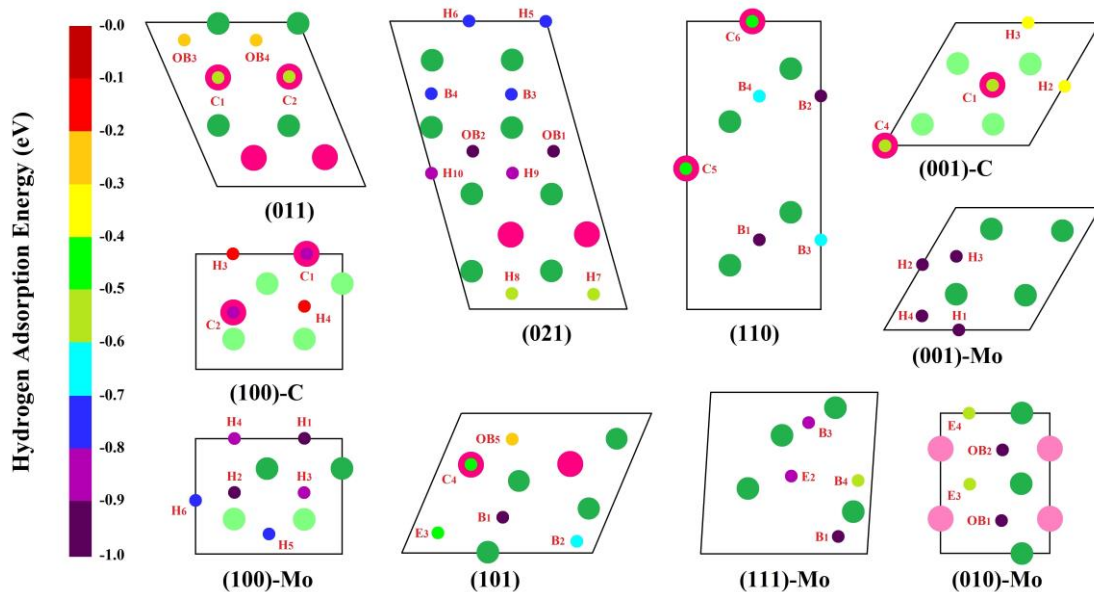 Hydrogen Adsorption Energy (eV)
-0.0
-0.1
-0.2
-0.3
-0.4
-0.5
-0.6
-0.7
-0.8
-0.9
-1.0
OB3 OB4
C1 C2
(011)
H6 H5
B4 B3
OB2 OB1
H10 H9
H8 H7
(021)
C6
B4 B2
C5
B1 B3
(110)
H3
C1 H2
C4
(001)-C
H3 C1
C2 H4
(100)-C
H2 H3
H4 H1
(001)-Mo
H4 H1
H2 H3
H6
H5
(100)-Mo
OB5
C4
B1
E3 B2
(101)
B3
E2 B4
B1
(111)-Mo
E4
OB2
E3
OB1
(010)-Mo